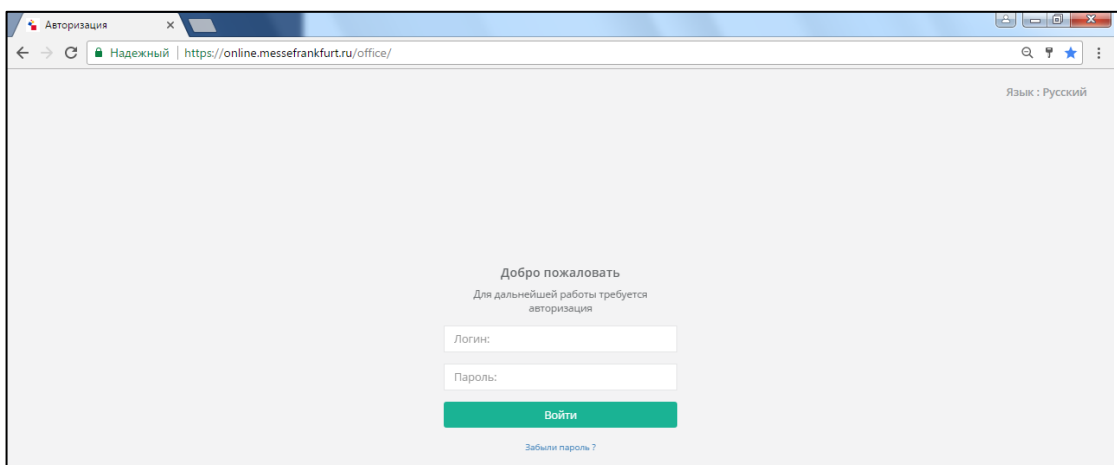 Авторизация
Надежный | https://online.messefrankfurt.ru/office/
Язык : Русский
Добро пожаловать
Для дальнейшей работы требуется
авторизация
Логин:
Пароль:
Войти
Забыли пароль ?